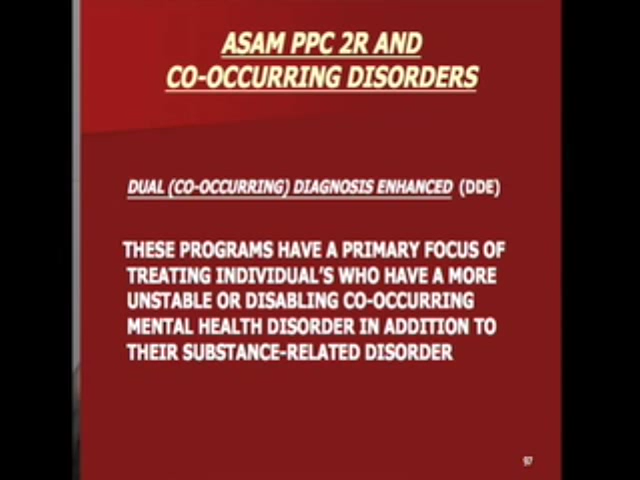 ASAM PPC 2R AND
CO-OCCURRING DISORDERS
DUAL (CO-OCCURRING) DIAGNOSIS ENHANCED (DDE)
THESE PROGRAMS HAVE A PRIMARY FOCUS OF
TREATING INDIVIDUAL'S WHO HAVE A MORE
UNSTABLE OR DISABLING CO-OCCURRING
MENTAL HEALTH DISORDER IN ADDITION TO
THEIR SUBSTANCE-RELATED DISORDER
97